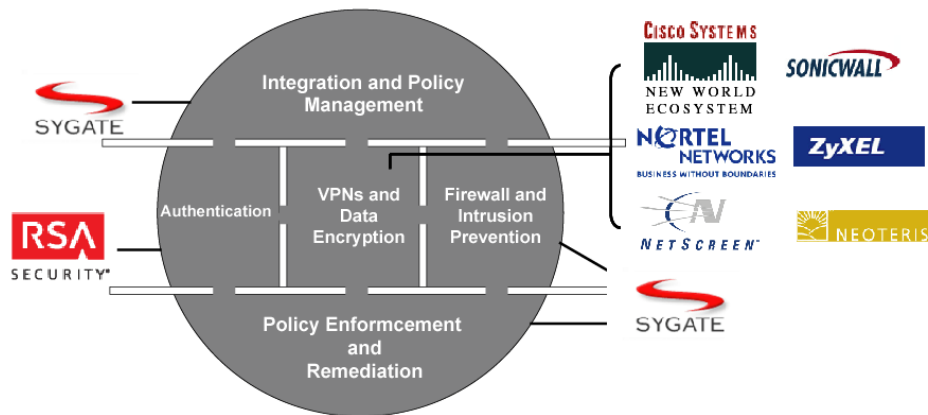 Integration and Policy
Management
SYGATE
Authentication
VPNs and
Data
Encryption
Firewall and
Intrusion
Prevention
RSA
SECURITY®
Policy Enformcement
and
Remediation
CISCO SYSTEMS
NEW WORLD
ECOSYSTEM
SONICWALL
NORTEL
NETWORKS
BUSINESS WITHOUT BOUNDARIES
ZyXEL
NETSCREEN™
NEOTERIS
SYGATE